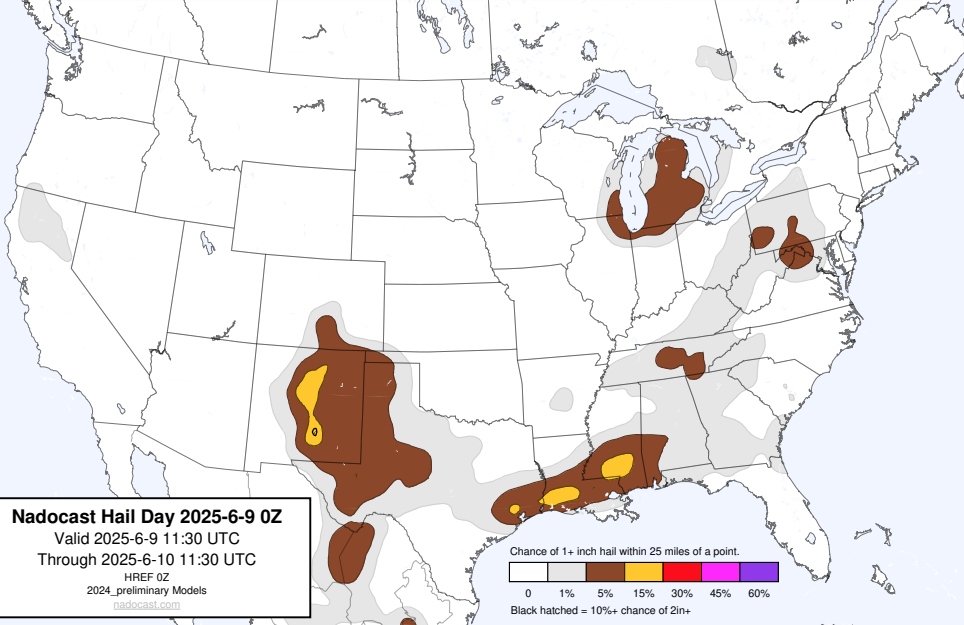 Nadocast Hail Day 2025-6-9 0Z
Valid 2025-6-9 11:30 UTC
Through 2025-6-10 11:30 UTC
HREF 0Z
2024_preliminary Models
nadocast.com
Chance of 1+ inch hail within 25 miles of a point.
0 1% 5% 15% 30% 45% 60%
Black hatched = 10%+ chance of 2in+